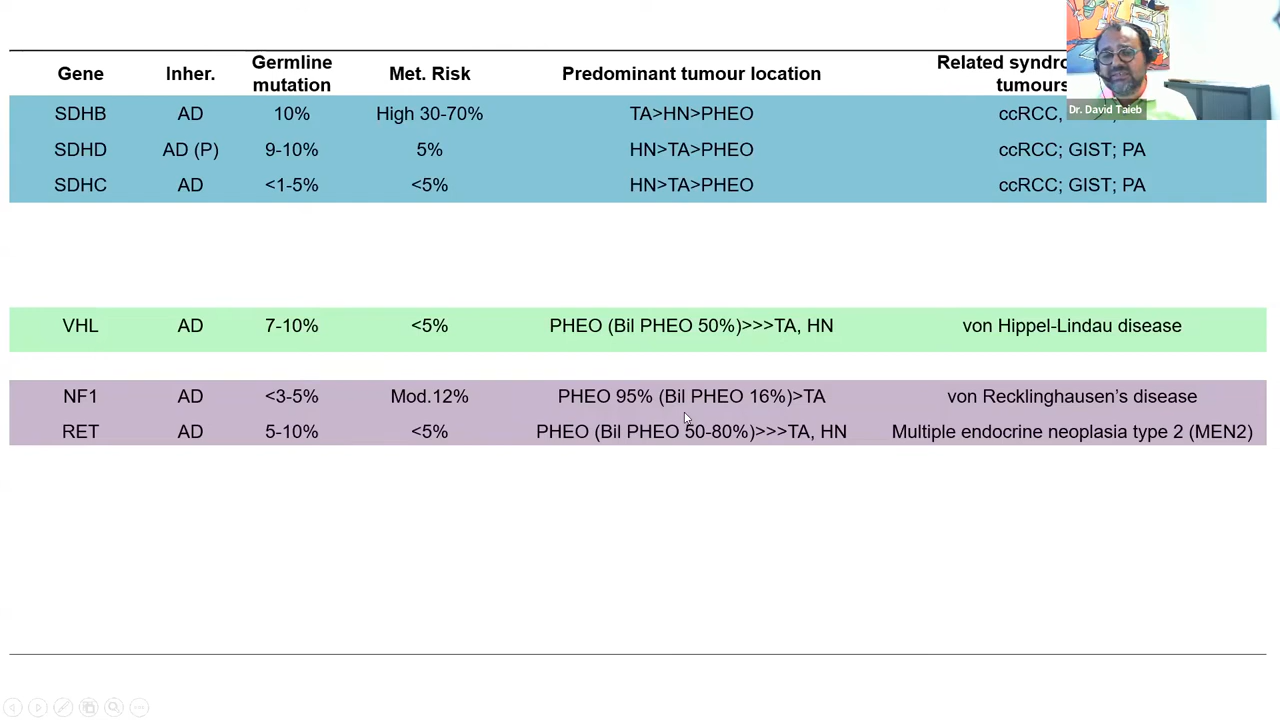 Gene Inher. Germline mutation Met. Risk Predominant tumour location Related tumours
SDHB AD 10% High 30-70% TA>HN>PHEO ccRCC,
SDHD AD (P) 9-10% 5% HN>TA>PHEO ccRCC; GIST; PA
SDHC AD <1-5% <5% HN>TA>PHEO ccRCC; GIST; PA
VHL AD 7-10% <5% PHEO (Bil PHEO 50%)>>>TA, HN von Hippel-Lindau disease
NF1 AD <3-5% Mod.12% PHEO 95% (Bil PHEO 16%)>TA von Recklinghausen’s disease
RET AD 5-10% <5% PHEO (Bil PHEO 50-80%)>>>TA, HN Multiple endocrine neoplasia type 2 (MEN2)
Dr. David Taieb